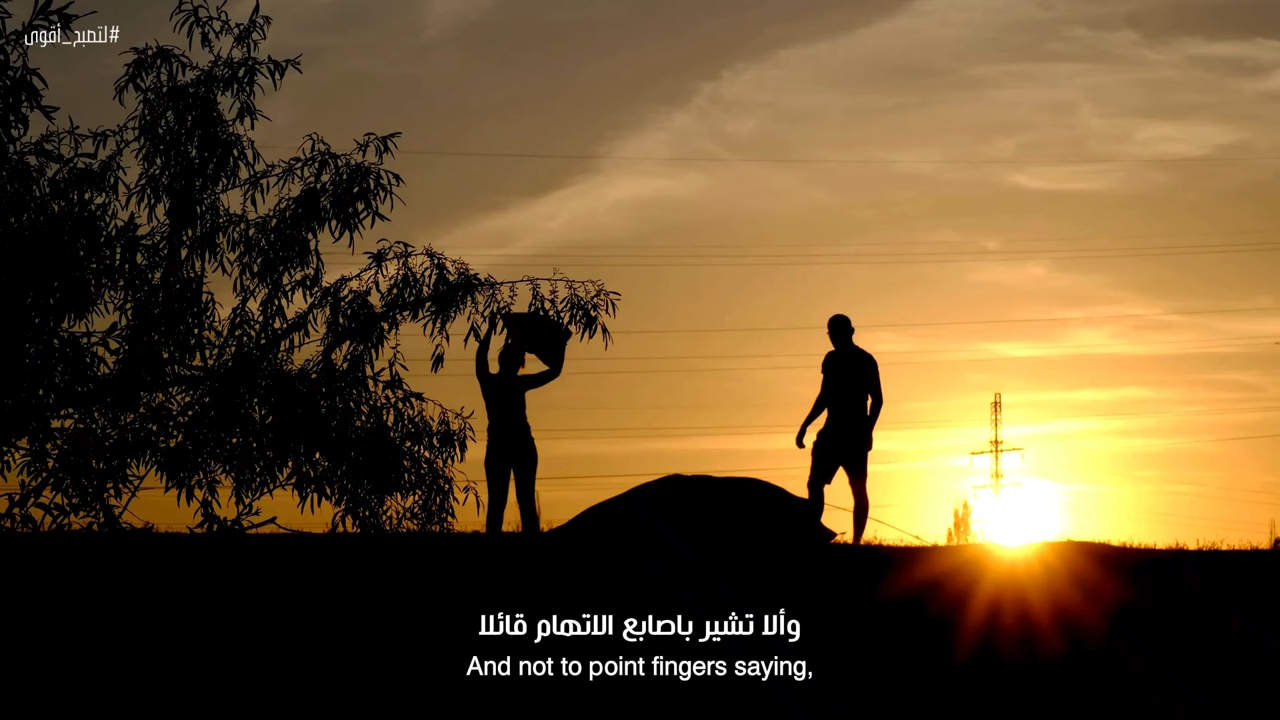 #لتصبح_أقوى
وألا تشير باصابع الاتهام قائلا
And not to point fingers saying,